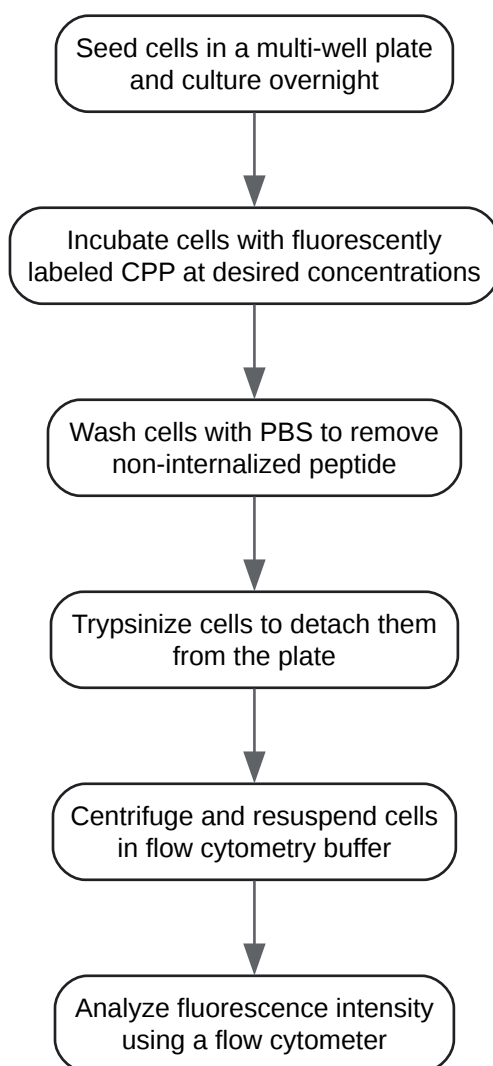 Seed cells in a multi-well plate
and culture overnight
Incubate cells with fluorescently
labeled CPP at desired concentrations
Wash cells with PBS to remove
non-internalized peptide
Trypsinize cells to detach them
from the plate
Centrifuge and resuspend cells
in flow cytometry buffer
Analyze fluorescence intensity
using a flow cytometer